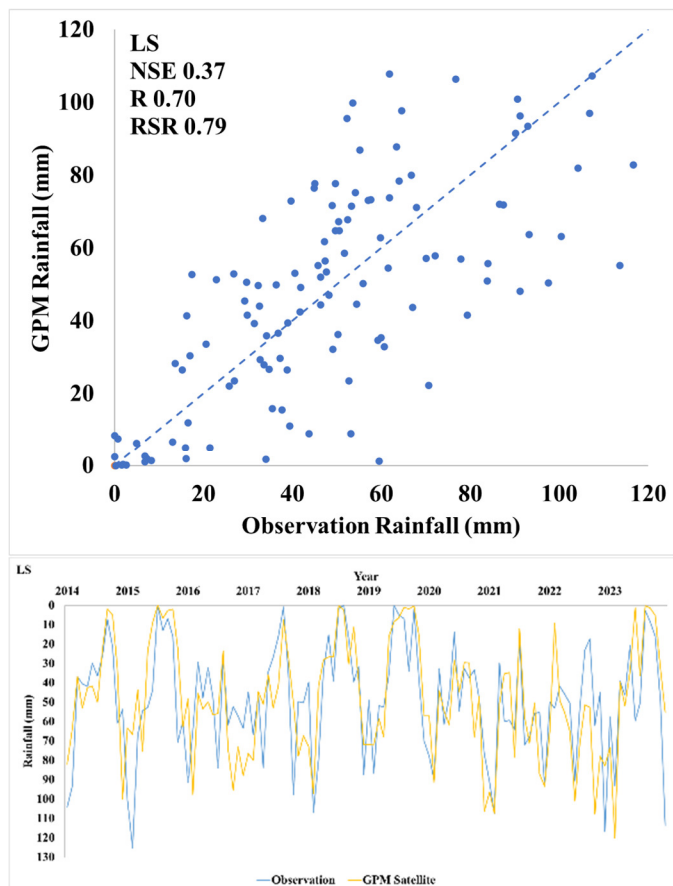 120
LS
NSE 0.37
R 0.70
RSR 0.79
100
80
60
40
20
0
GPM Rainfall (mm)
0 20 40 60 80 100 120
Observation Rainfall (mm)
LS
Year
2014 2015 2016 2017 2018 2019 2020 2021 2022 2023
0
10
20
30
40
50
60
70
80
90
100
110
120
130
Rainfall (mm)
Observation GPM Satellite